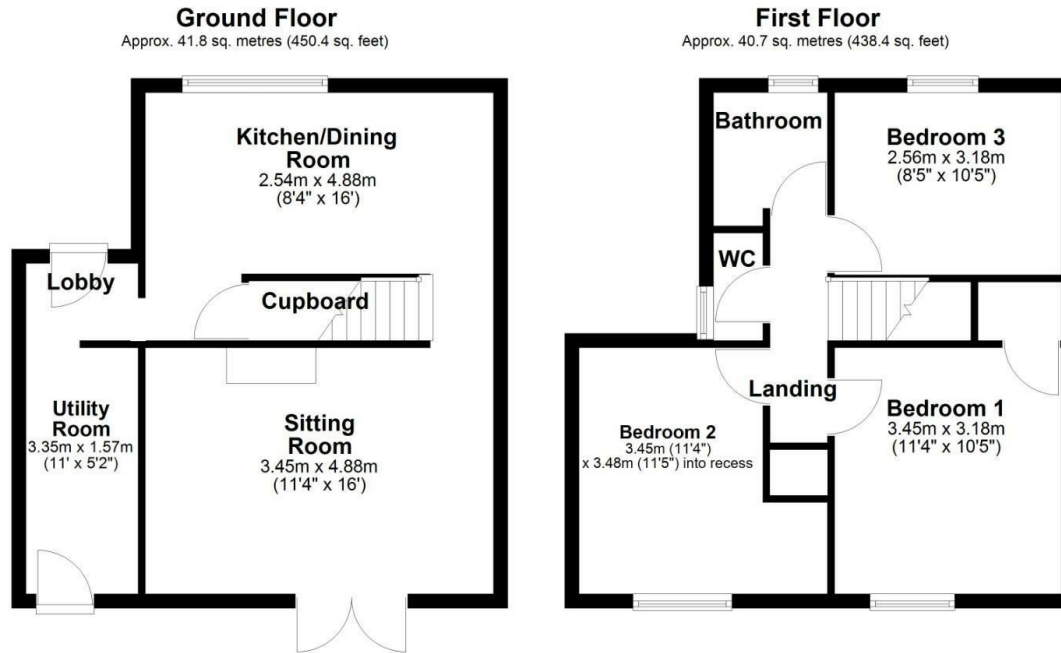 Ground Floor
Approx. 41.8 sq. metres (450.4 sq. feet)
Kitchen/Dining
Room
2.54m x 4.88m
(8'4" x 16')
Lobby
Cupboard
Utility
Room
3.35m x 1.57m
(11' x 5'2")
Sitting
Room
3.45m x 4.88m
(11'4" x 16')
First Floor
Approx. 40.7 sq. metres (438.4 sq. feet)
Bathroom
Bedroom 3
2.56m x 3.18m
(8'5" x 10'5")
WC
Landing
Bedroom 2
3.45m (11'4")
x 3.48m (11'5") into recess
Bedroom 1
3.45m x 3.18m
(11'4" x 10'5")